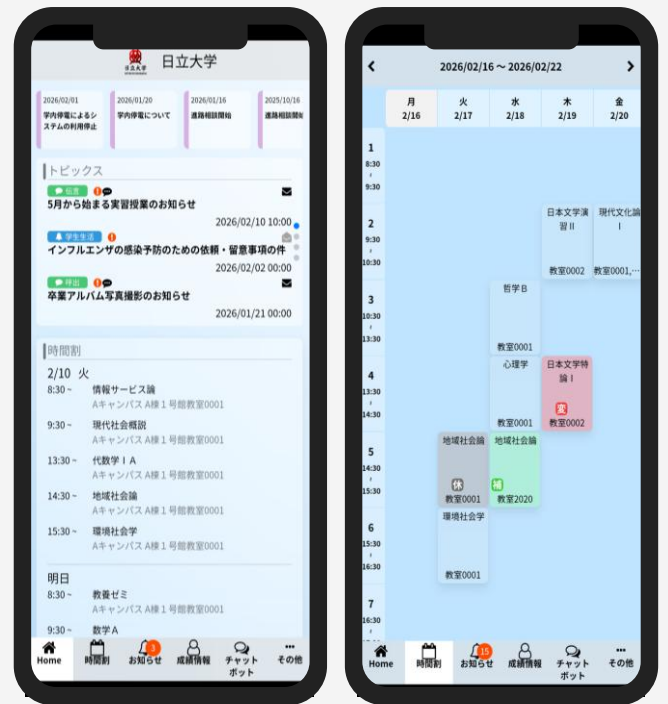 日立大学
2026/02/01
学内停電によるシ
ステムの利用停止
2026/01/20
学内停電について
2026/01/16
進路相談開始
2025/10/16
進路相談開始
トピックス
伝言
5月から始まる実習授業のお知らせ
2026/02/10 10:00
学生生活
インフルエンザの感染予防のための依頼・留意事項の件
2026/02/02 00:00
呼出
卒業アルバム写真撮影のお知らせ
2026/01/21 00:00
時間割
2/10 火
8:30~ 情報サービス論
Aキャンパス A棟1号館教室0001
9:30~ 現代社会概説
Aキャンパス A棟1号館教室0001
13:30~ 代数学ⅠA
Aキャンパス A棟1号館教室0001
14:30~ 地域社会論
Aキャンパス A棟1号館教室0001
15:30~ 環境社会学
Aキャンパス A棟1号館教室0001
明日
8:30~ 教養ゼミ
Aキャンパス A棟1号館教室0001
9:30~ 数学A
Home
時間割
3
お知らせ
成績情報
チャット
ボット
その他
2026/02/16~2026/02/22
月 火 水 木 金
2/16 2/17 2/18 2/19 2/20
1
8:30
~
9:30
2
9:30
~
10:30
日本文学演
習Ⅱ
教室0002
現代文化論
Ⅰ
教室0001,…
3
10:30
~
13:30
哲学B
教室0001
4
13:30
~
14:30
心理学
教室0001
日本文学特
論Ⅰ
変
教室0002
5
14:30
~
15:30
地域社会論
休
教室0001
地域社会論
補
教室2020
6
15:30
~
16:30
環境社会学
教室0001
7
16:30
~
Home
時間割
15
お知らせ
成績情報
チャット
ボット
その他